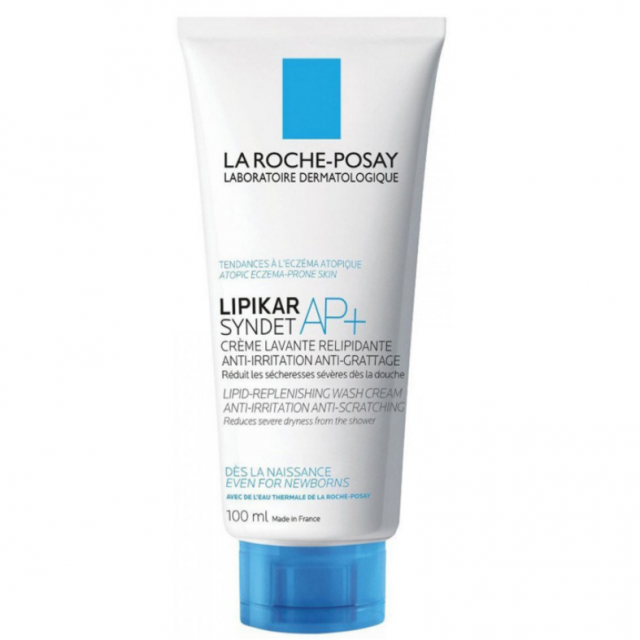 LA ROCHE-POSAY
LABORATOIRE DERMATOLOGIQUE
TENDANCES À L'ECZÉMA ATOPIQUE
ATOPIC ECZEMA-PRONE SKIN
LIPIKAR
SYNDET AP+
CRÈME LAVANTE RELIPIDANTE
ANTI-IRRITATION ANTI-GRATTAGE
Réduit les sécheresses sévères dès la douche
LIPID-REPLENISHING WASH CREAM
ANTI-IRRITATION ANTI-SCRATCHING
Reduces severe dryness from the shower
DÈS LA NAISSANCE
EVEN FOR NEWBORNS
AVEC DE L'EAU THERMALE DE LA ROCHE-POSAY
100 ml Made in France